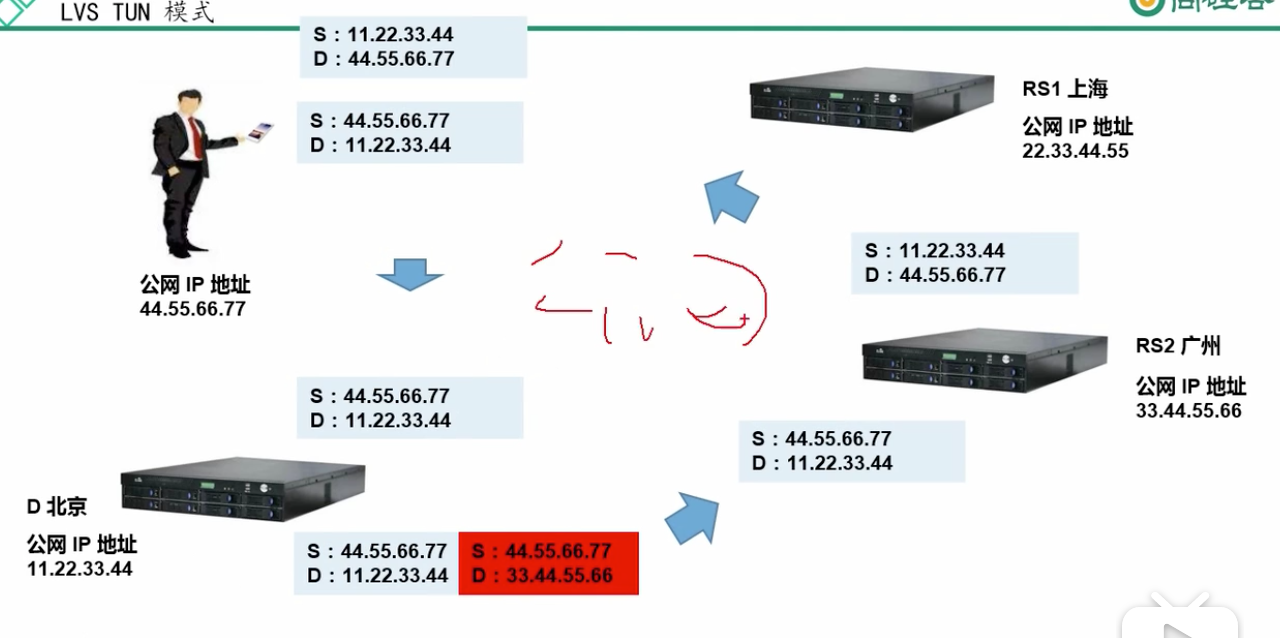 LVS TUN 模式
S：11.22.33.44
D：44.55.66.77
S：44.55.66.77
D：11.22.33.44
公网 IP 地址
44.55.66.77
RS1 上海
公网 IP 地址
22.33.44.55
S：11.22.33.44
D：44.55.66.77
RS2 广州
公网 IP 地址
33.44.55.66
S：44.55.66.77
D：11.22.33.44
S：44.55.66.77
D：11.22.33.44
D 北京
公网 IP 地址
11.22.33.44
S：44.55.66.77
D：11.22.33.44
S：44.55.66.77
D：33.44.55.66